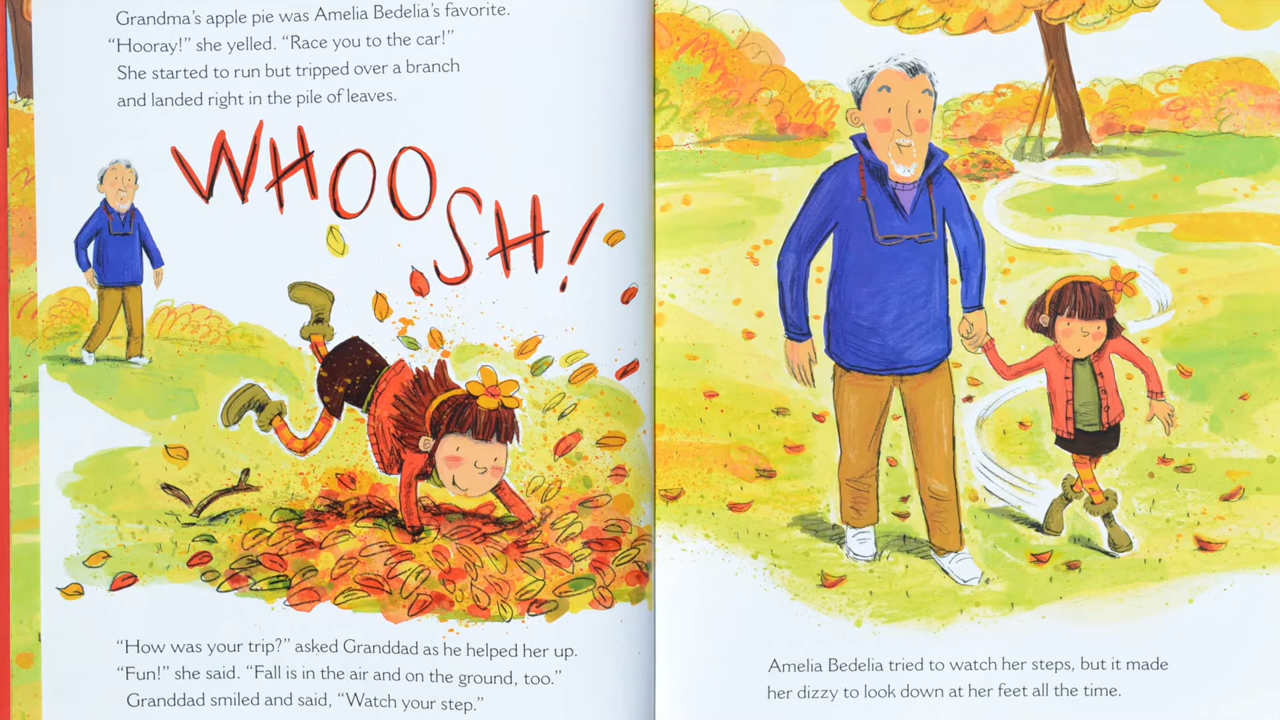 Grandma's apple pie was Amelia Bedelia's favorite.
“Hooray!” she yelled. “Race you to the car!”
She started to run but tripped over a branch
and landed right in the pile of leaves.
WHOOSH!
“How was your trip?” asked Granddad as he helped her up.
“Fun!” she said. “Fall is in the air and on the ground, too.”
Granddad smiled and said, “Watch your step.”
Amelia Bedelia tried to watch her steps, but it made
her dizzy to look down at her feet all the time.